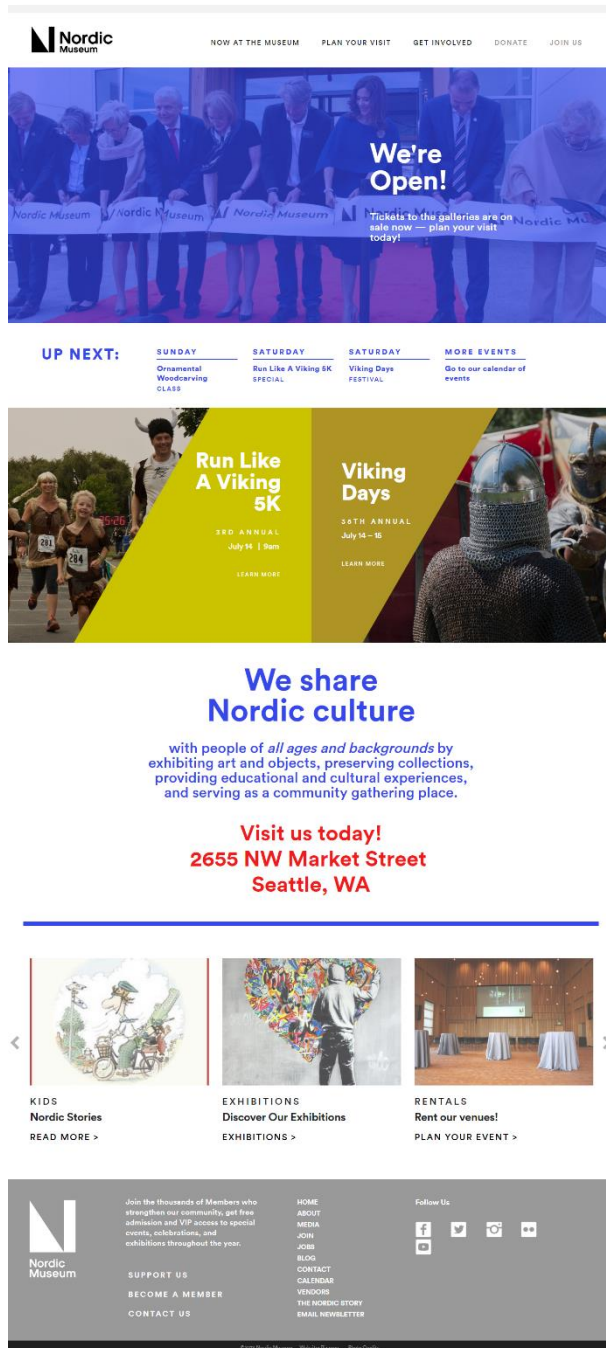 Nordic
Museum
NOW AT THE MUSEUM
PLAN YOUR VISIT
GET INVOLVED
DONATE
JOIN US
Nordic Museum
Nordic Museum
Nordic Museum
We're
Open!
Tickets to the galleries are on
sale now — plan your visit
today!
UP NEXT:
SUNDAY
Ornamental
Woodcarving
CLASS
SATURDAY
Run Like A Viking 5K
SPECIAL
SATURDAY
Viking Days
FESTIVAL
MORE EVENTS
Go to our calendar of
events
281
284
Run Like
A Viking
5K
3RD ANNUAL
July 14 | 9am
LEARN MORE
Viking
Days
36TH ANNUAL
July 14 – 15
LEARN MORE
We share
Nordic culture
with people of all ages and backgrounds by
exhibiting art and objects, preserving collections,
providing educational and cultural experiences,
and serving as a community gathering place.
Visit us today!
2655 NW Market Street
Seattle, WA
KIDS
Nordic Stories
READ MORE >
EXHIBITIONS
Discover Our Exhibitions
EXHIBITIONS >
RENTALS
Rent our venues!
PLAN YOUR EVENT >
Nordic
Museum
Join the thousands of Members who
strengthen our community, get free
admission and VIP access to special
events, celebrations, and
exhibitions throughout the year.
SUPPORT US
BECOME A MEMBER
CONTACT US
HOME
ABOUT
MEDIA
JOIN
JOBS
BLOG
CONTACT
CALENDAR
VENDORS
THE NORDIC STORY
EMAIL NEWSLETTER
Follow Us